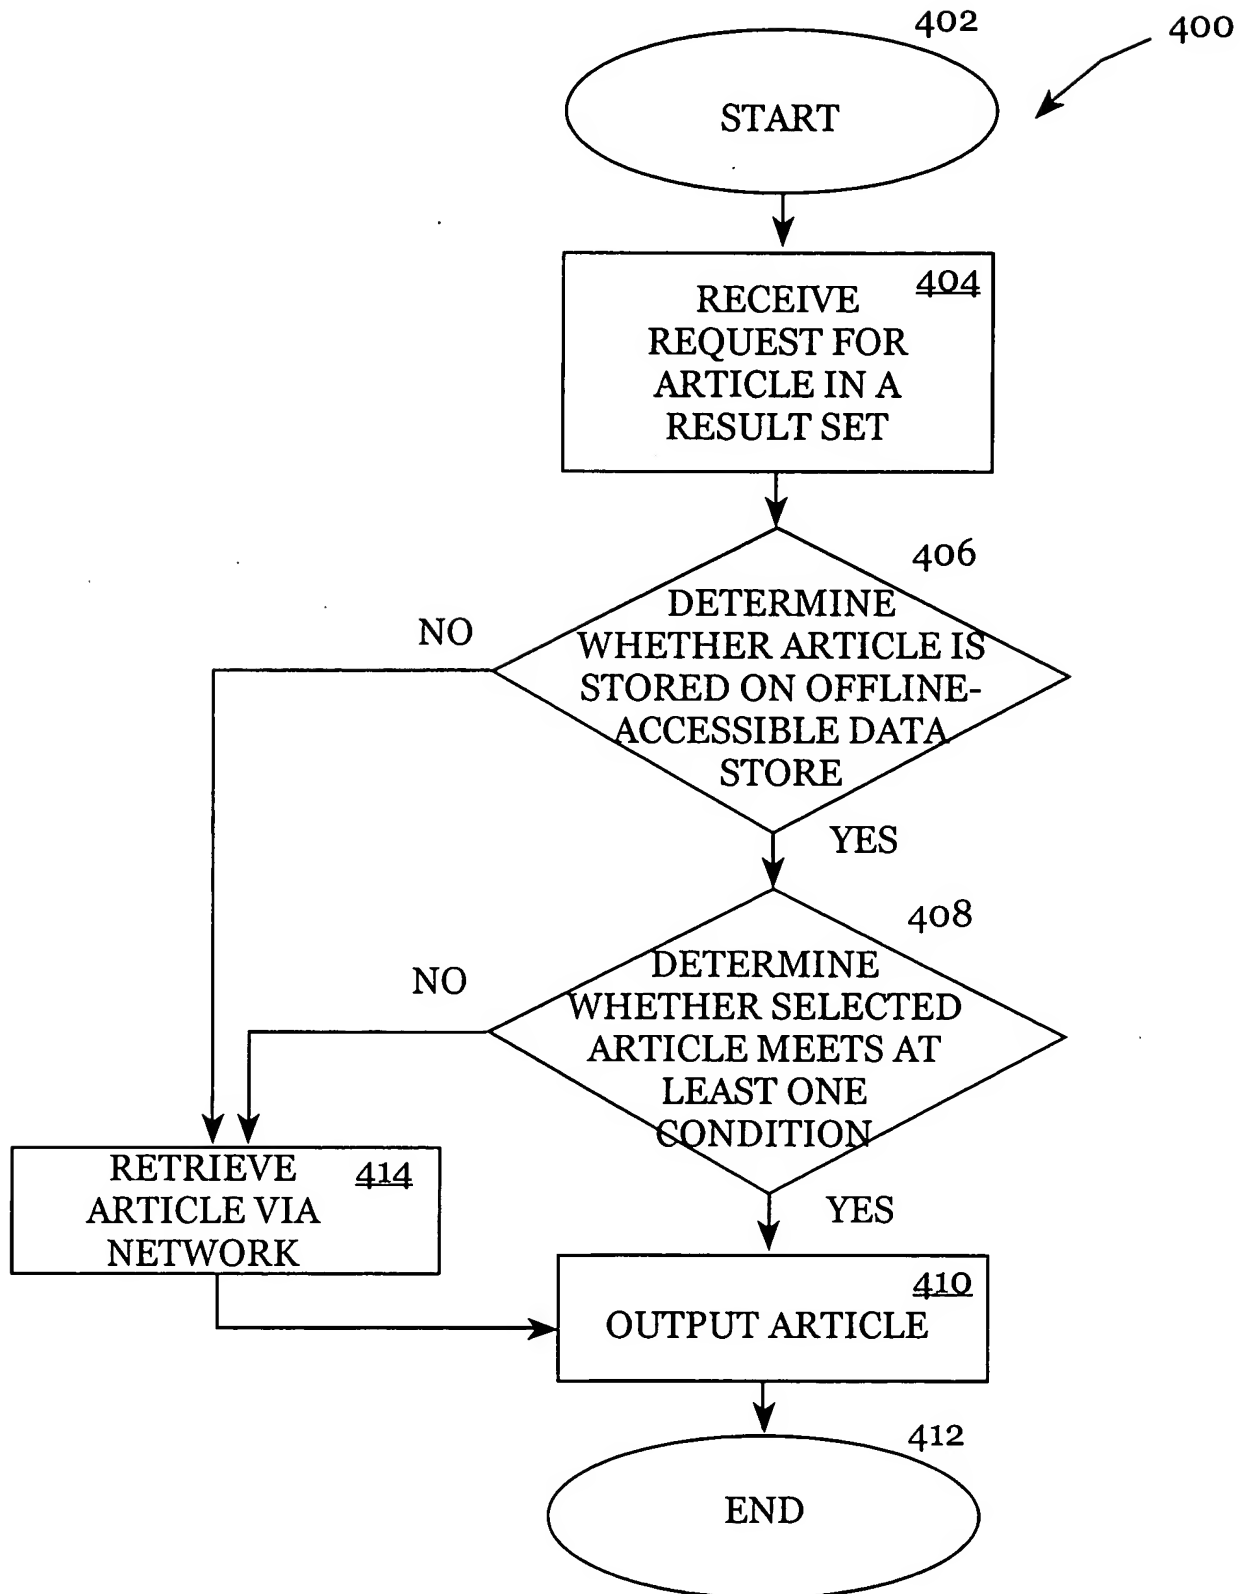 402
400
START
404
RECEIVE
REQUEST FOR
ARTICLE IN A
RESULT SET
406
DETERMINE
WHETHER ARTICLE IS
STORED ON OFFLINE-
ACCESSIBLE DATA
STORE
NO
YES
408
DETERMINE
WHETHER SELECTED
ARTICLE MEETS AT
LEAST ONE
CONDITION
NO
YES
414
RETRIEVE
ARTICLE VIA
NETWORK
410
OUTPUT ARTICLE
412
END